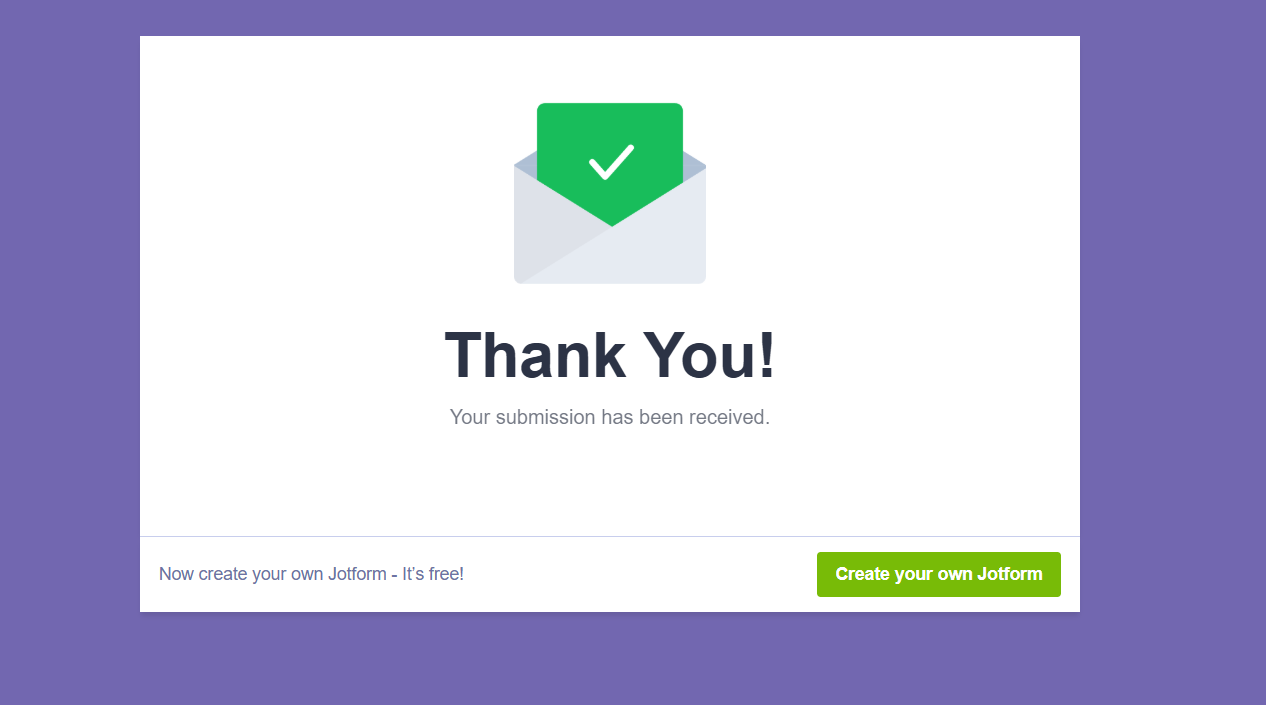 Thank You!
Your submission has been received.
Now create your own Jotform - It's free!
Create your own Jotform